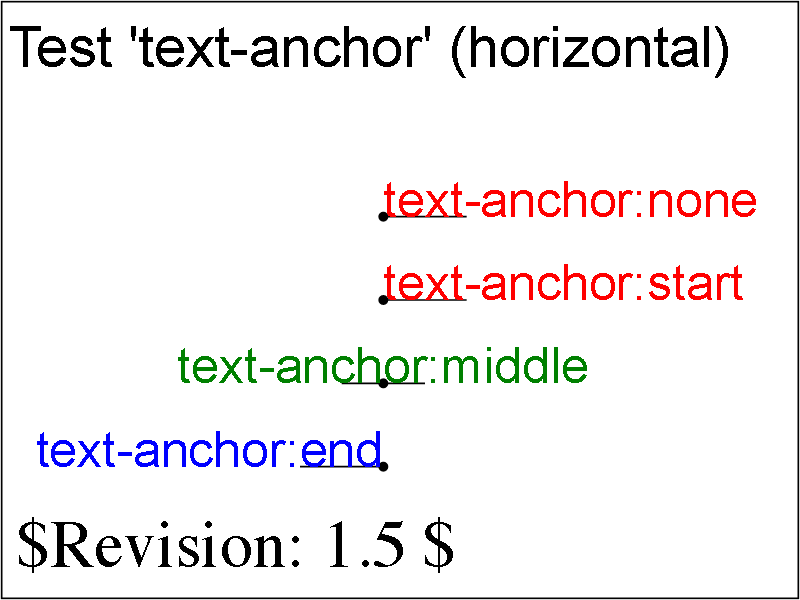 Test 'text-anchor' (horizontal)
text-anchor:none
text-anchor:start
text-anchor:middle
text-anchor:end
$Revision: 1.5 $